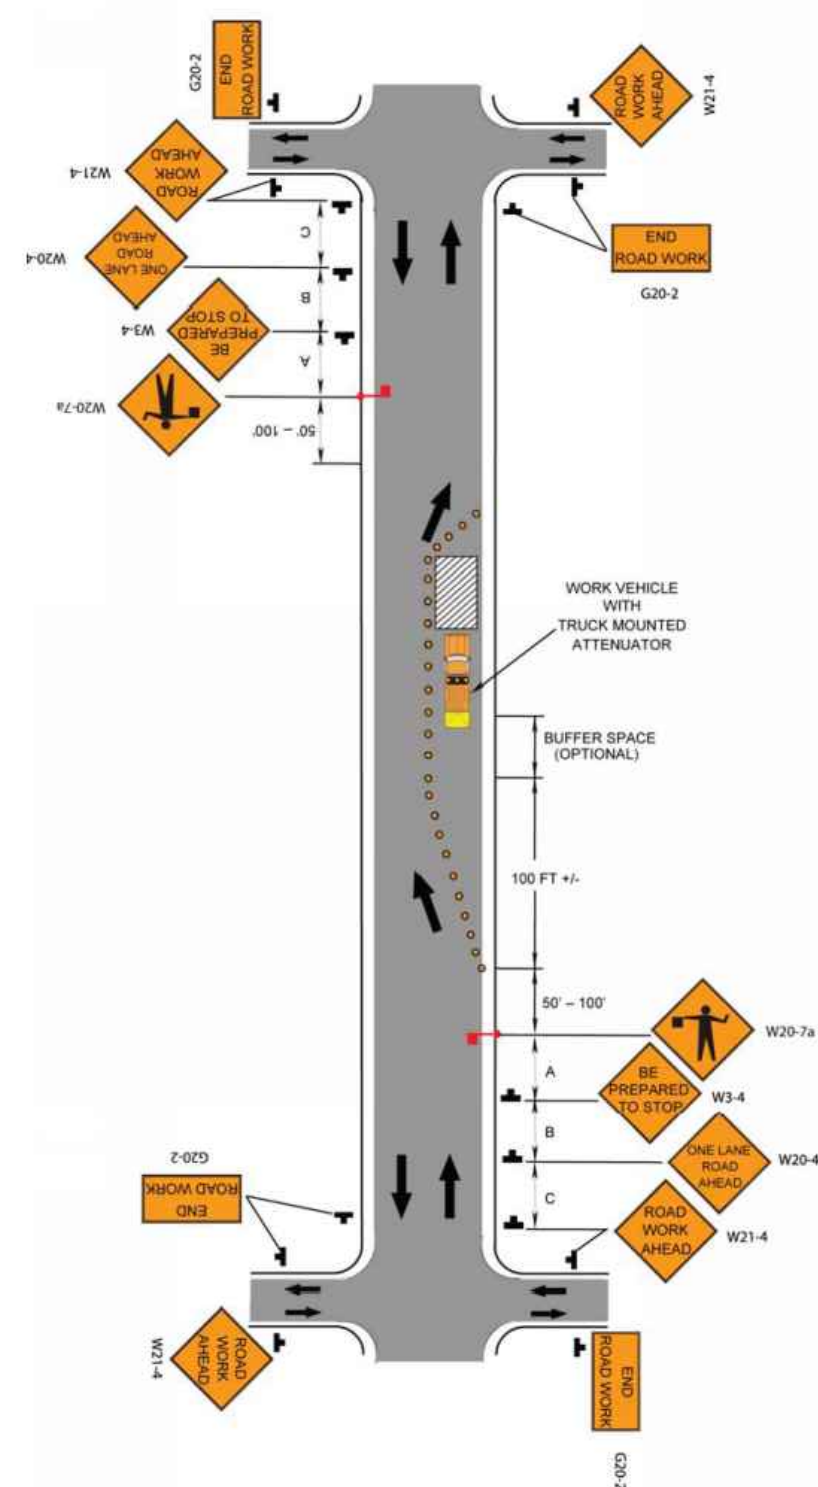 G20-2
END
ROAD WORK
ROAD
WORK
AHEAD
W21-4
W21-4
ROAD
WORK
AHEAD
C
END
ROAD WORK
G20-2
W20-4
ONE LANE
ROAD
AHEAD
B
W3-4
BE
PREPARED
TO STOP
A
W20-7a
50' – 100'
WORK VEHICLE
WITH
TRUCK MOUNTED
ATTENUATOR
BUFFER SPACE
(OPTIONAL)
100 FT +/-
50' – 100'
W20-7a
A
BE
PREPARED
TO STOP
W3-4
B
ONE LANE
ROAD
AHEAD
W20-4
G20-2
END
ROAD WORK
C
ROAD
WORK
AHEAD
W21-4
W21-4
ROAD
WORK
AHEAD
END
ROAD WORK
G20-2